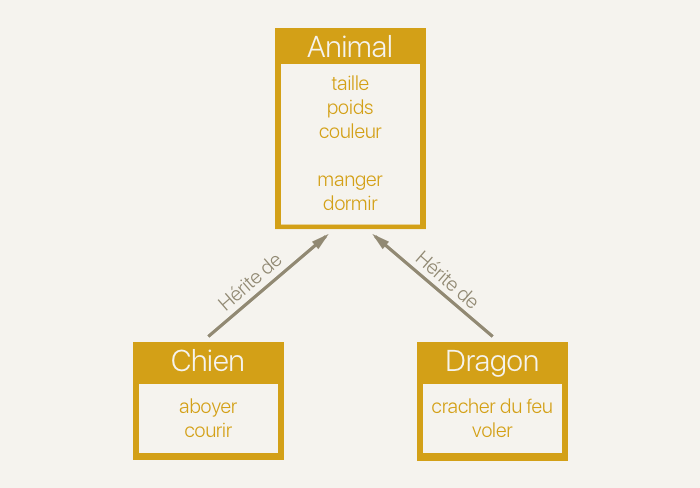 Animal
taille
poids
couleur
manger
dormir
Hérite de
Hérite de
Chien
aboyer
courir
Dragon
cracher du feu
voler